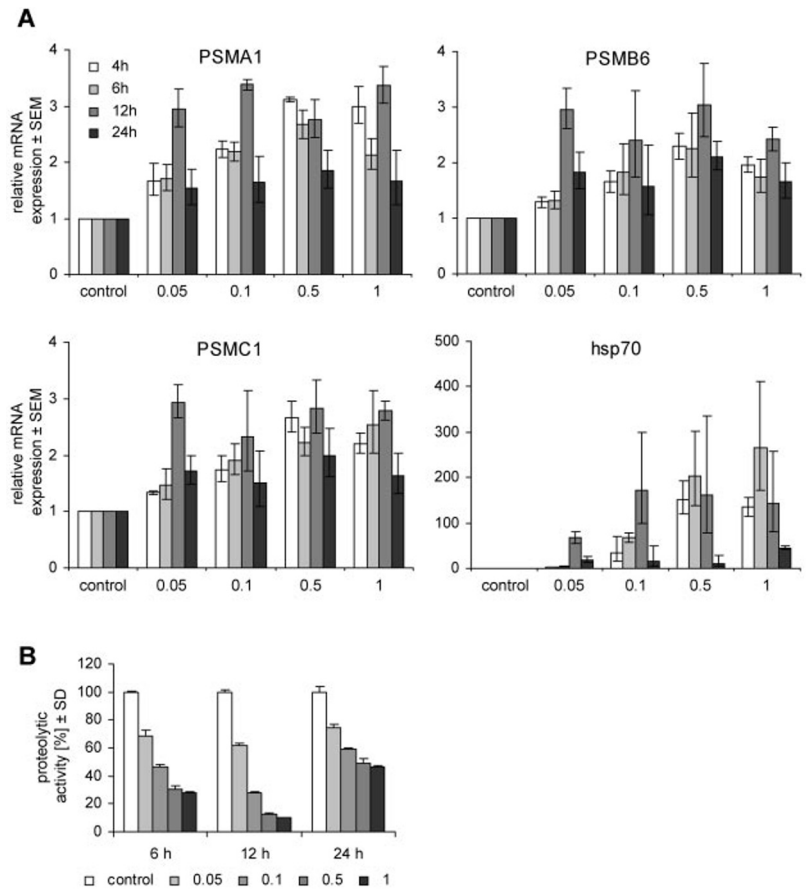 A
PSMA1
4
3
2
1
0
relative mRNA
expression ± SEM
4h
6h
12h
24h
control 0.05 0.1 0.5 1
PSMB6
4
3
2
1
0
control 0.05 0.1 0.5 1
PSMC1
4
3
2
1
0
relative mRNA
expression ± SEM
control 0.05 0.1 0.5 1
hsp70
500
400
300
200
100
0
control 0.05 0.1 0.5 1
B
120
100
80
60
40
20
0
proteolytic
activity [%] ± SD
6 h 12 h 24 h
control 0.05 0.1 0.5 1